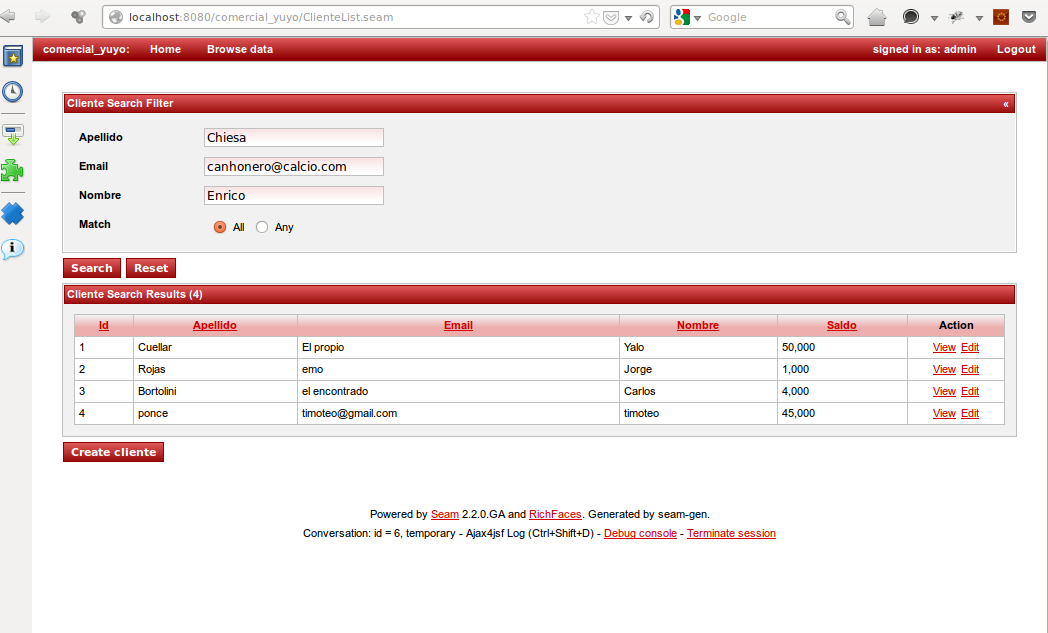 localhost:8080/comercial_yuyo/ClienteList.seam Google
comercial_yuyo: Home Browse data signed in as: admin Logout
Cliente Search Filter «
Apellido Chiesa
Email canhonero@calcio.com
Nombre Enrico
Match All Any
Search Reset
Cliente Search Results (4)
Id Apellido Email Nombre Saldo Action
1 Cuellar El propio Yalo 50,000 View Edit
2 Rojas emo Jorge 1,000 View Edit
3 Bortolini el encontrado Carlos 4,000 View Edit
4 ponce timoteo@gmail.com timoteo 45,000 View Edit
Create cliente
Powered by Seam 2.2.0.GA and RichFaces. Generated by seam-gen.
Conversation: id = 6, temporary - Ajax4jsf Log (Ctrl+Shift+D) - Debug console - Terminate session